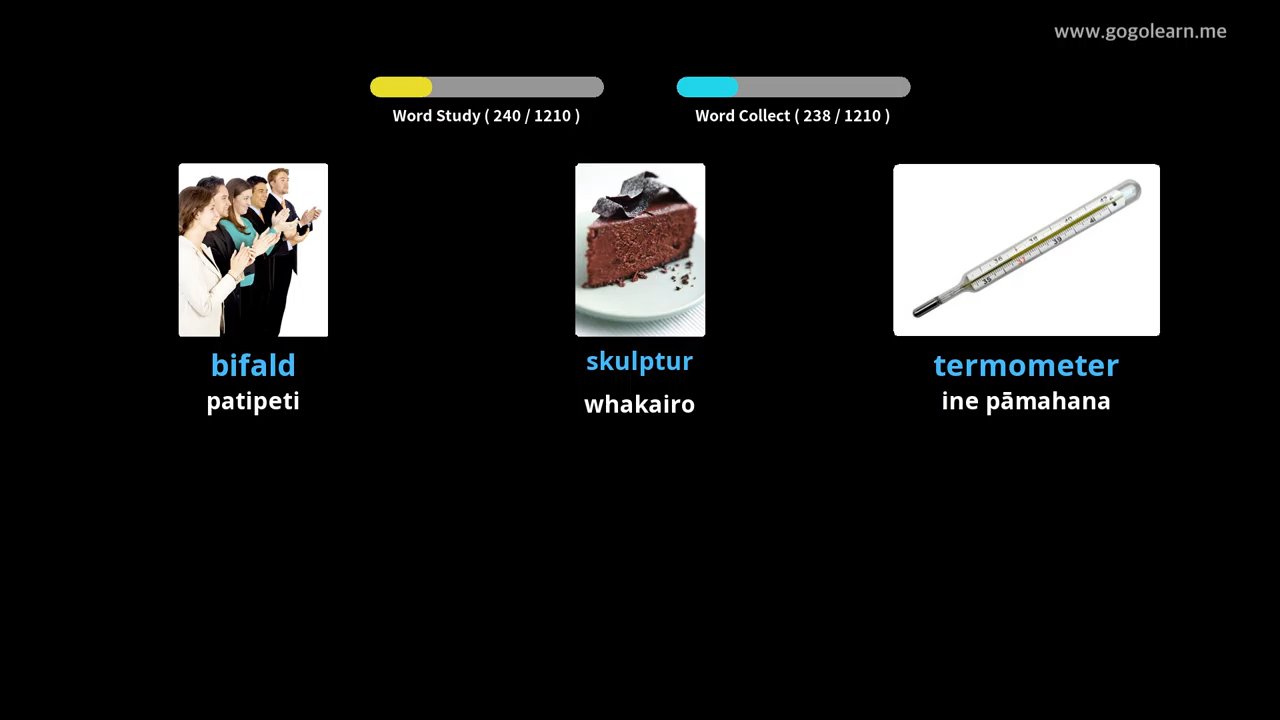 www.gogolearn.me
Word Study ( 240 / 1210 )
Word Collect ( 238 / 1210 )
bifald
skulptur
termometer
patipeti
whakairo
ine pāmahana